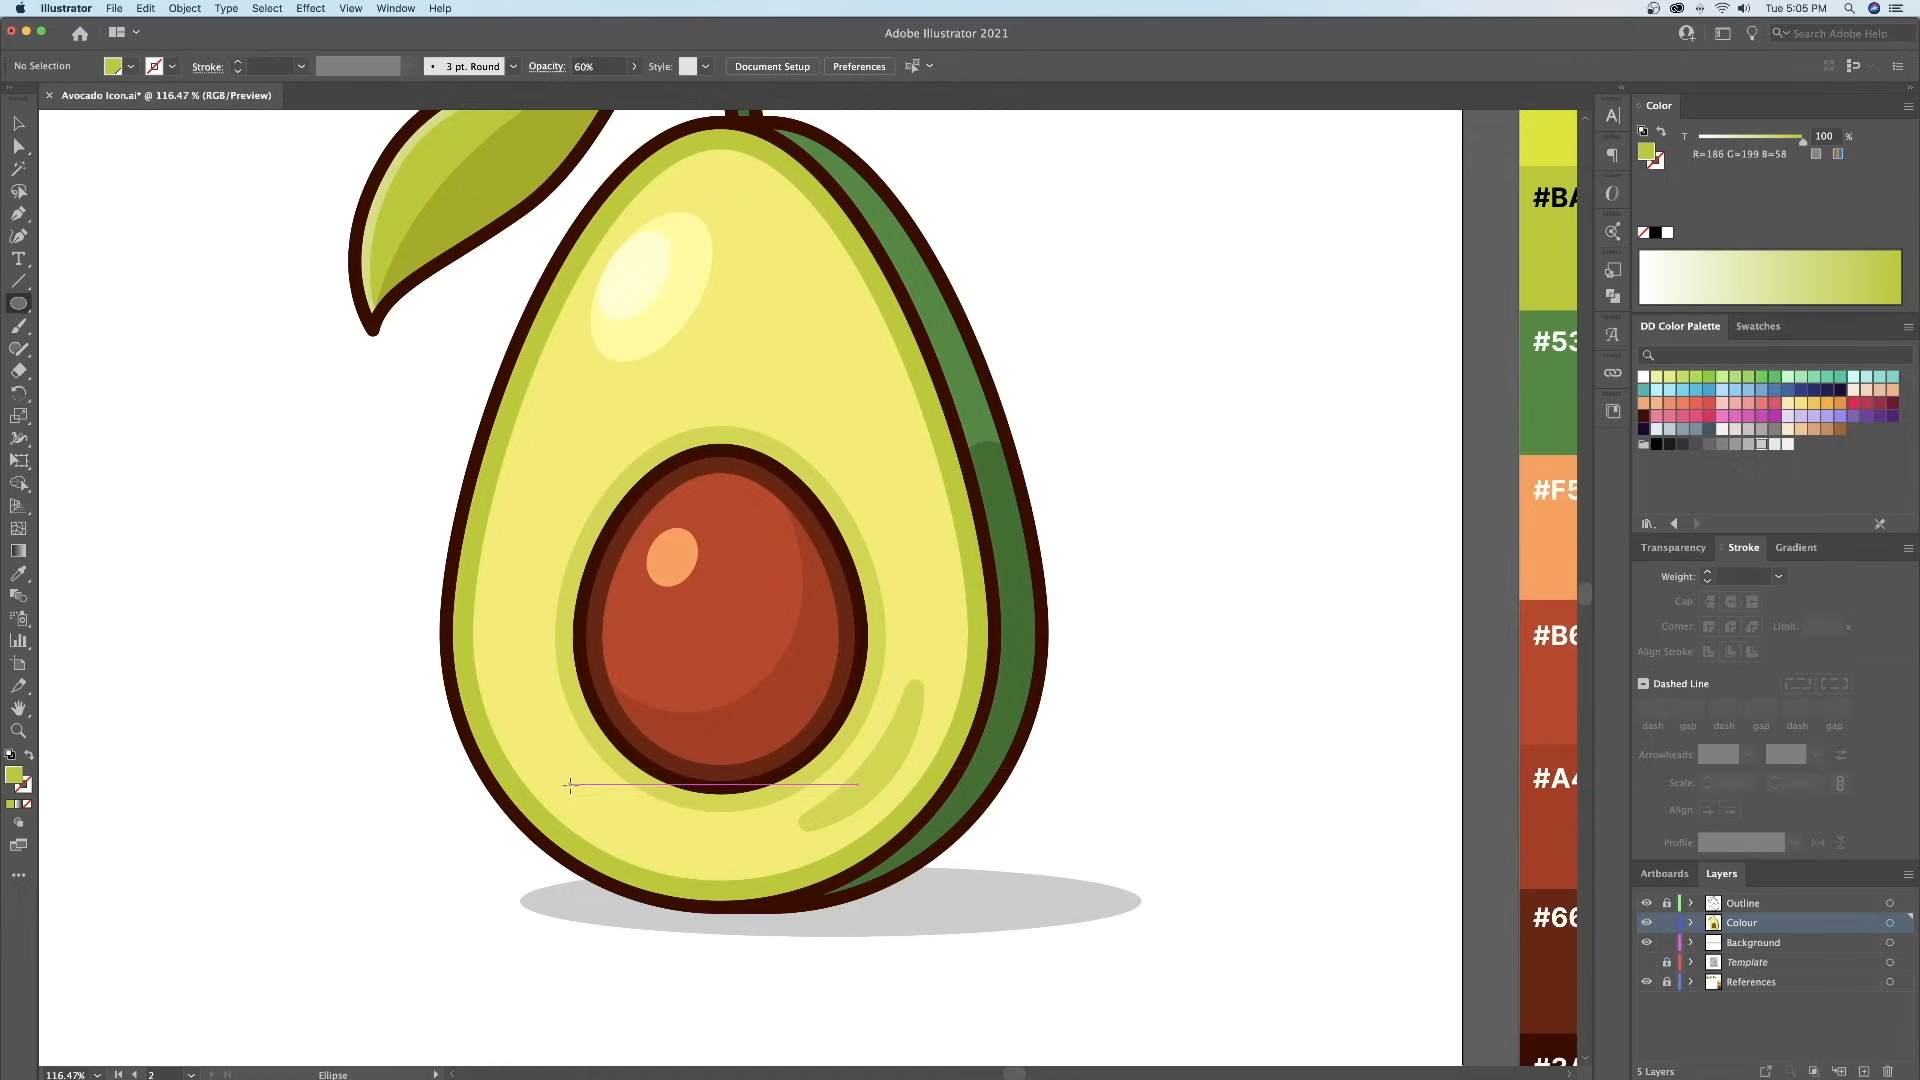 Illustrator File Edit Object Type Select Effect View Window Help
Tue 5:05 PM
Adobe Illustrator 2021
Search Adobe Help
No Selection
Stroke:
3 pt. Round
Opacity: 60%
Style:
Document Setup
Preferences
Avocado Icon.ai* @ 116.47 % (RGB/Preview)
Color
T
100 %
R=186 G=199 B=58
#BA
DD Color Palette Swatches
#53
#F5
Transparency Stroke Gradient
Weight:
Cap:
Corner: Limit: x
#B6
Align Stroke:
Dashed Line
dash gap dash gap dash gap
Arrowheads:
#A4
Scale:
Align:
Profile:
Artboards Layers
Outline
#66
Colour
Background
Template
References
116.47% 2 Ellipse
5 Layers